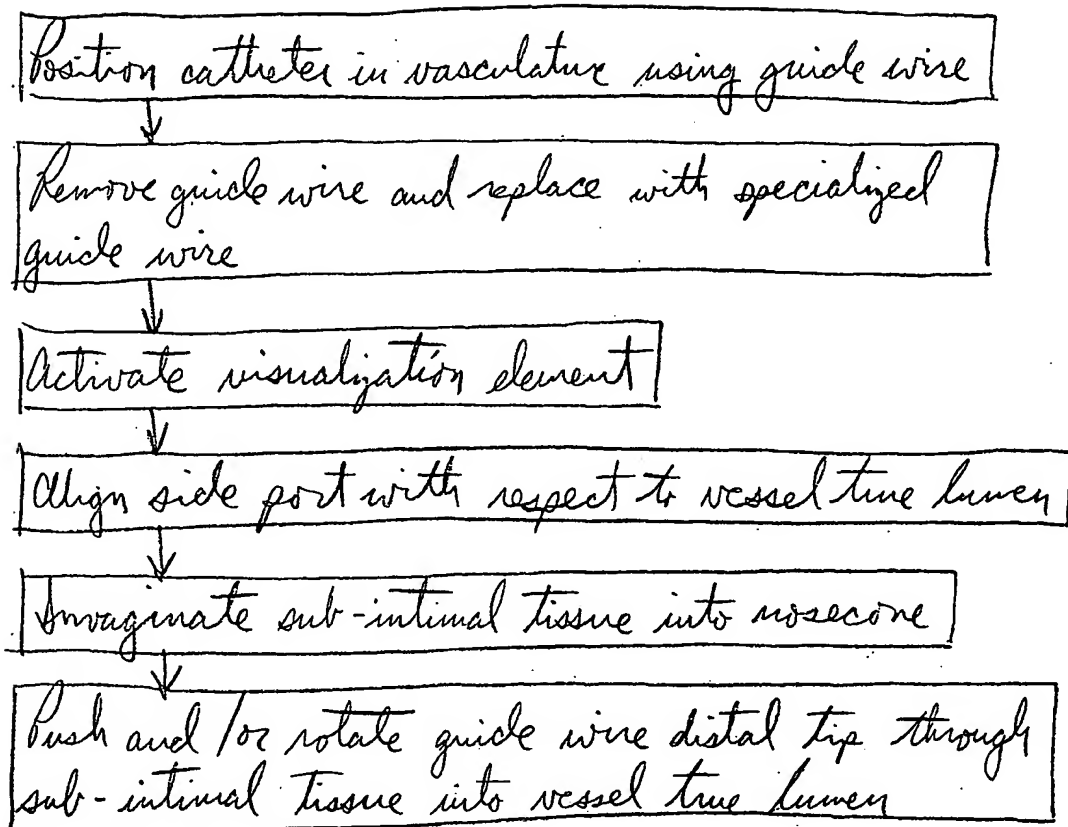 Position catheter in vasculature using guide wire
Remove guide wire and replace with specialized
guide wire
Activate visualization element
Align side port with respect to vessel true lumen
Invaginate sub-intimal tissue into nosecone
Push and/or rotate guide wire distal tip through
sub-intimal tissue into vessel true lumen